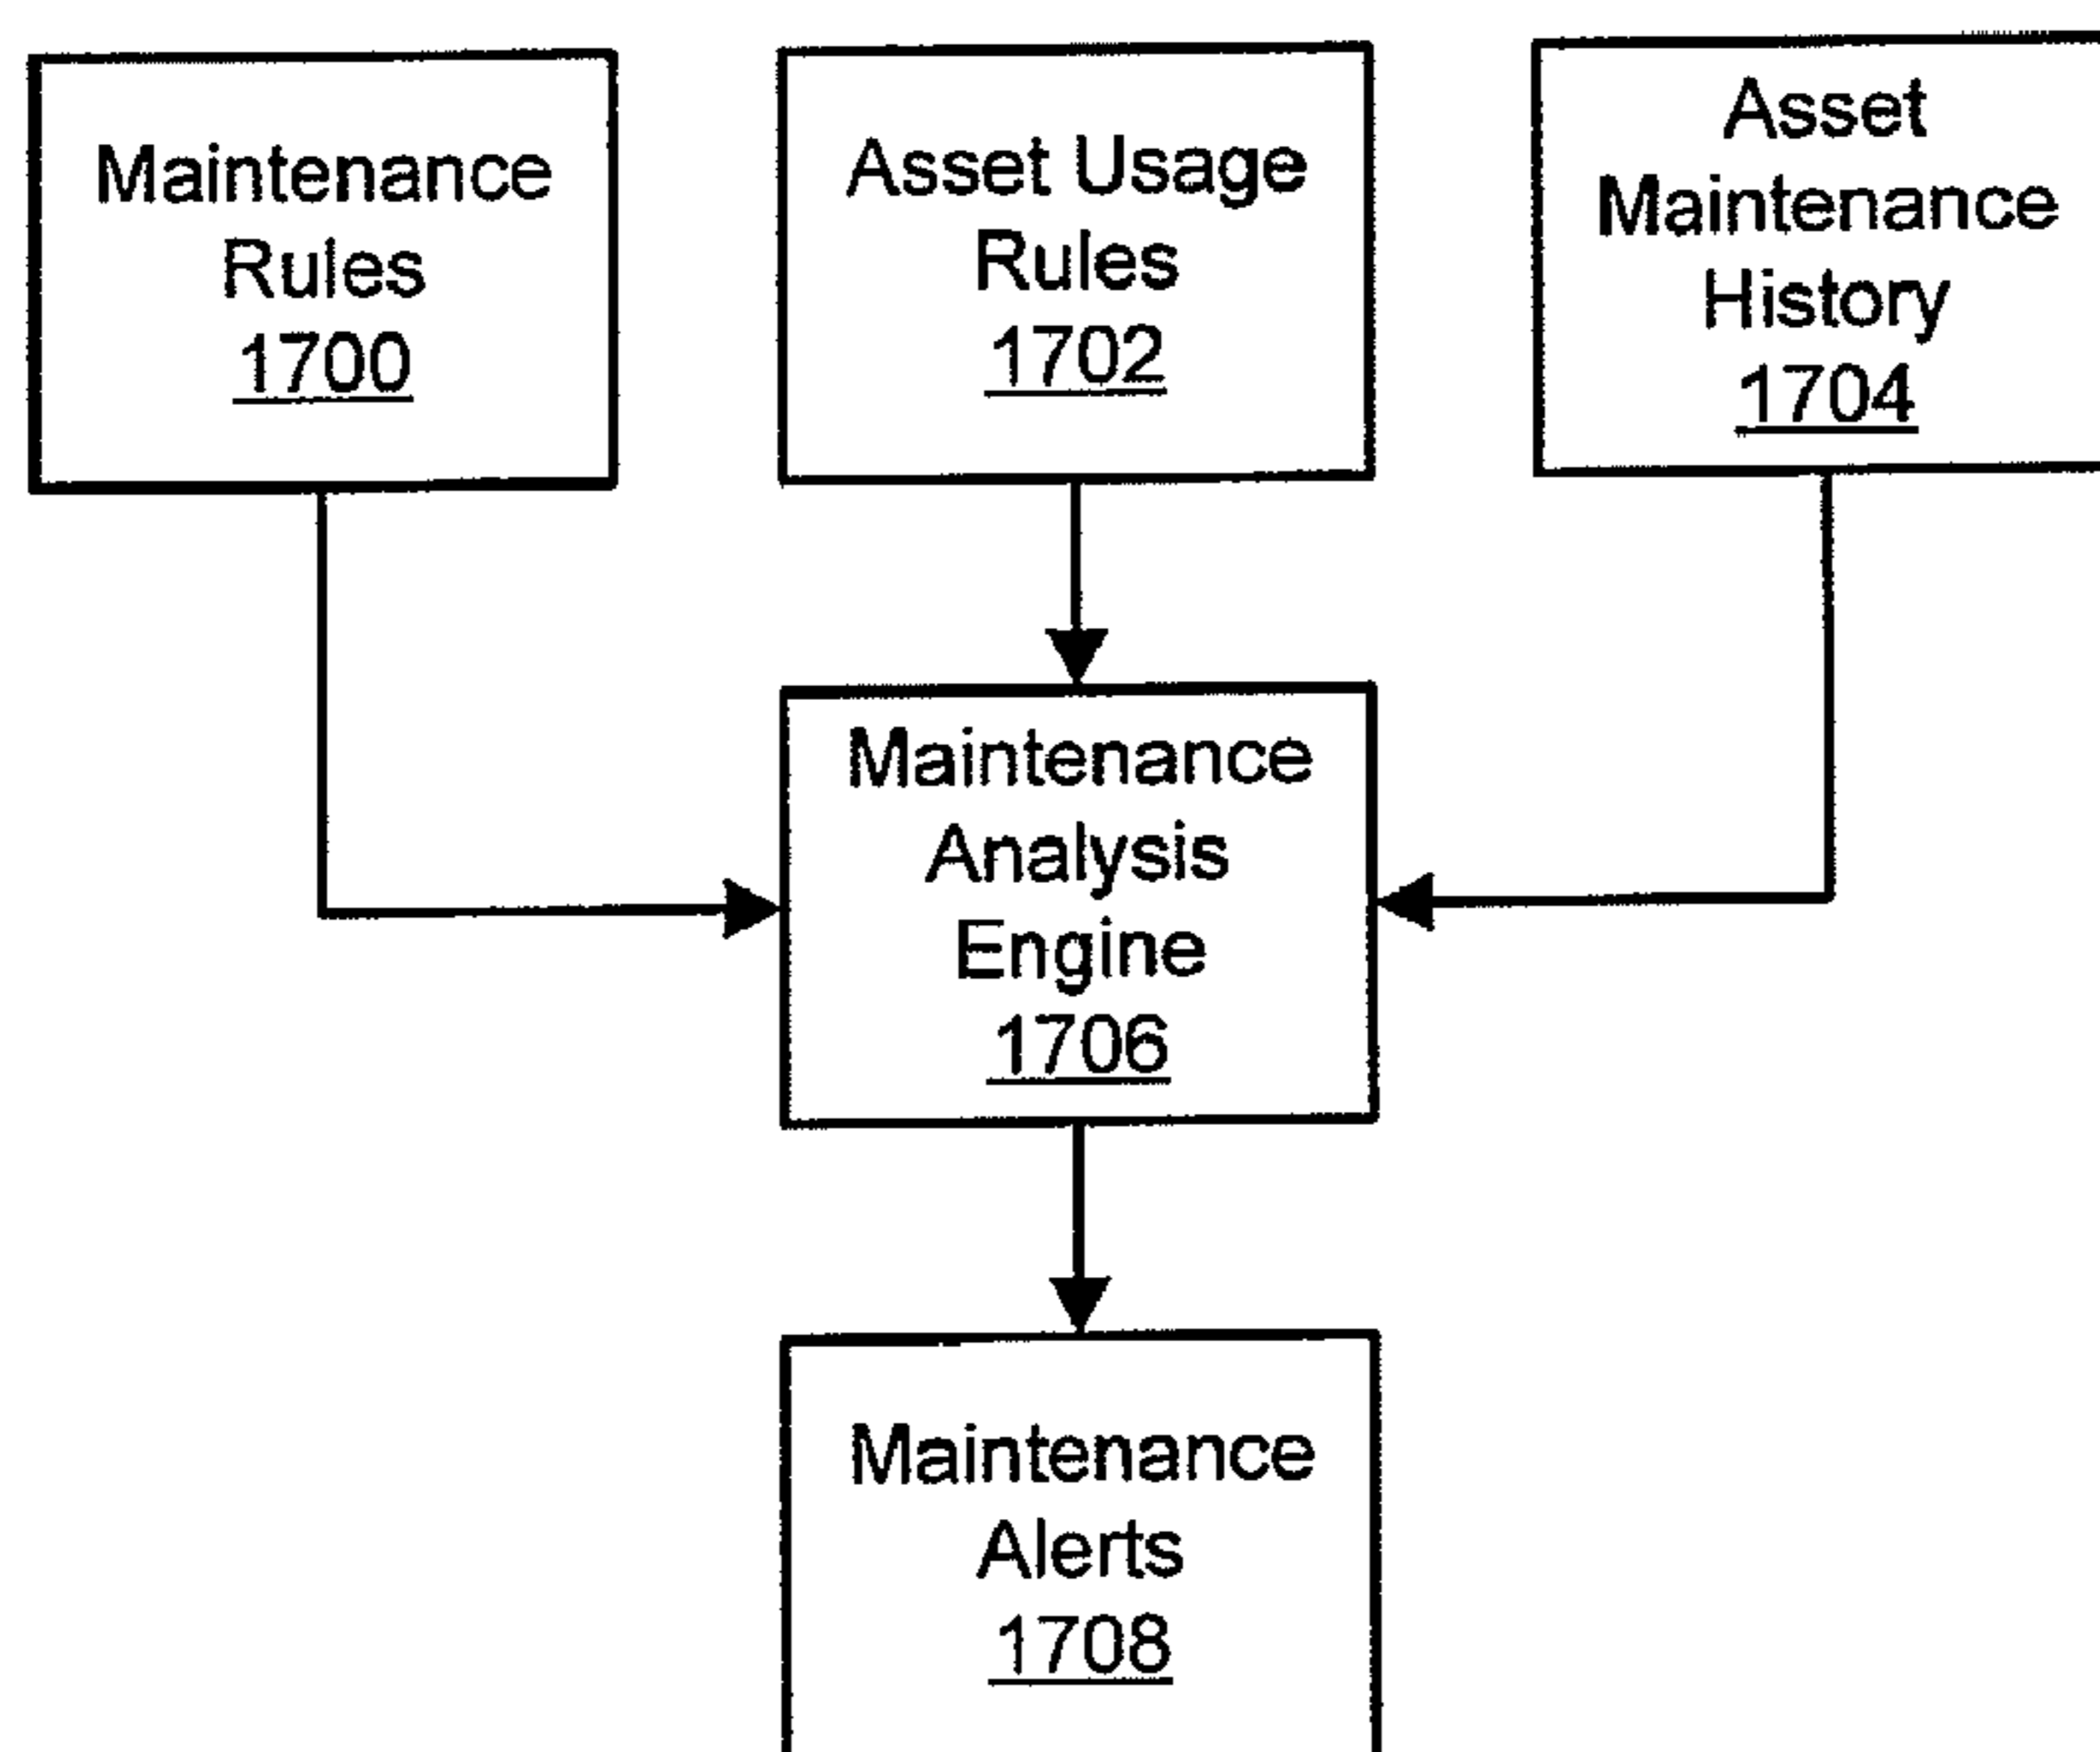 Maintenance
Rules
1700
Asset Usage
Rules
1702
Asset
Maintenance
History
1704
Maintenance
Analysis
Engine
1706
Maintenance
Alerts
1708